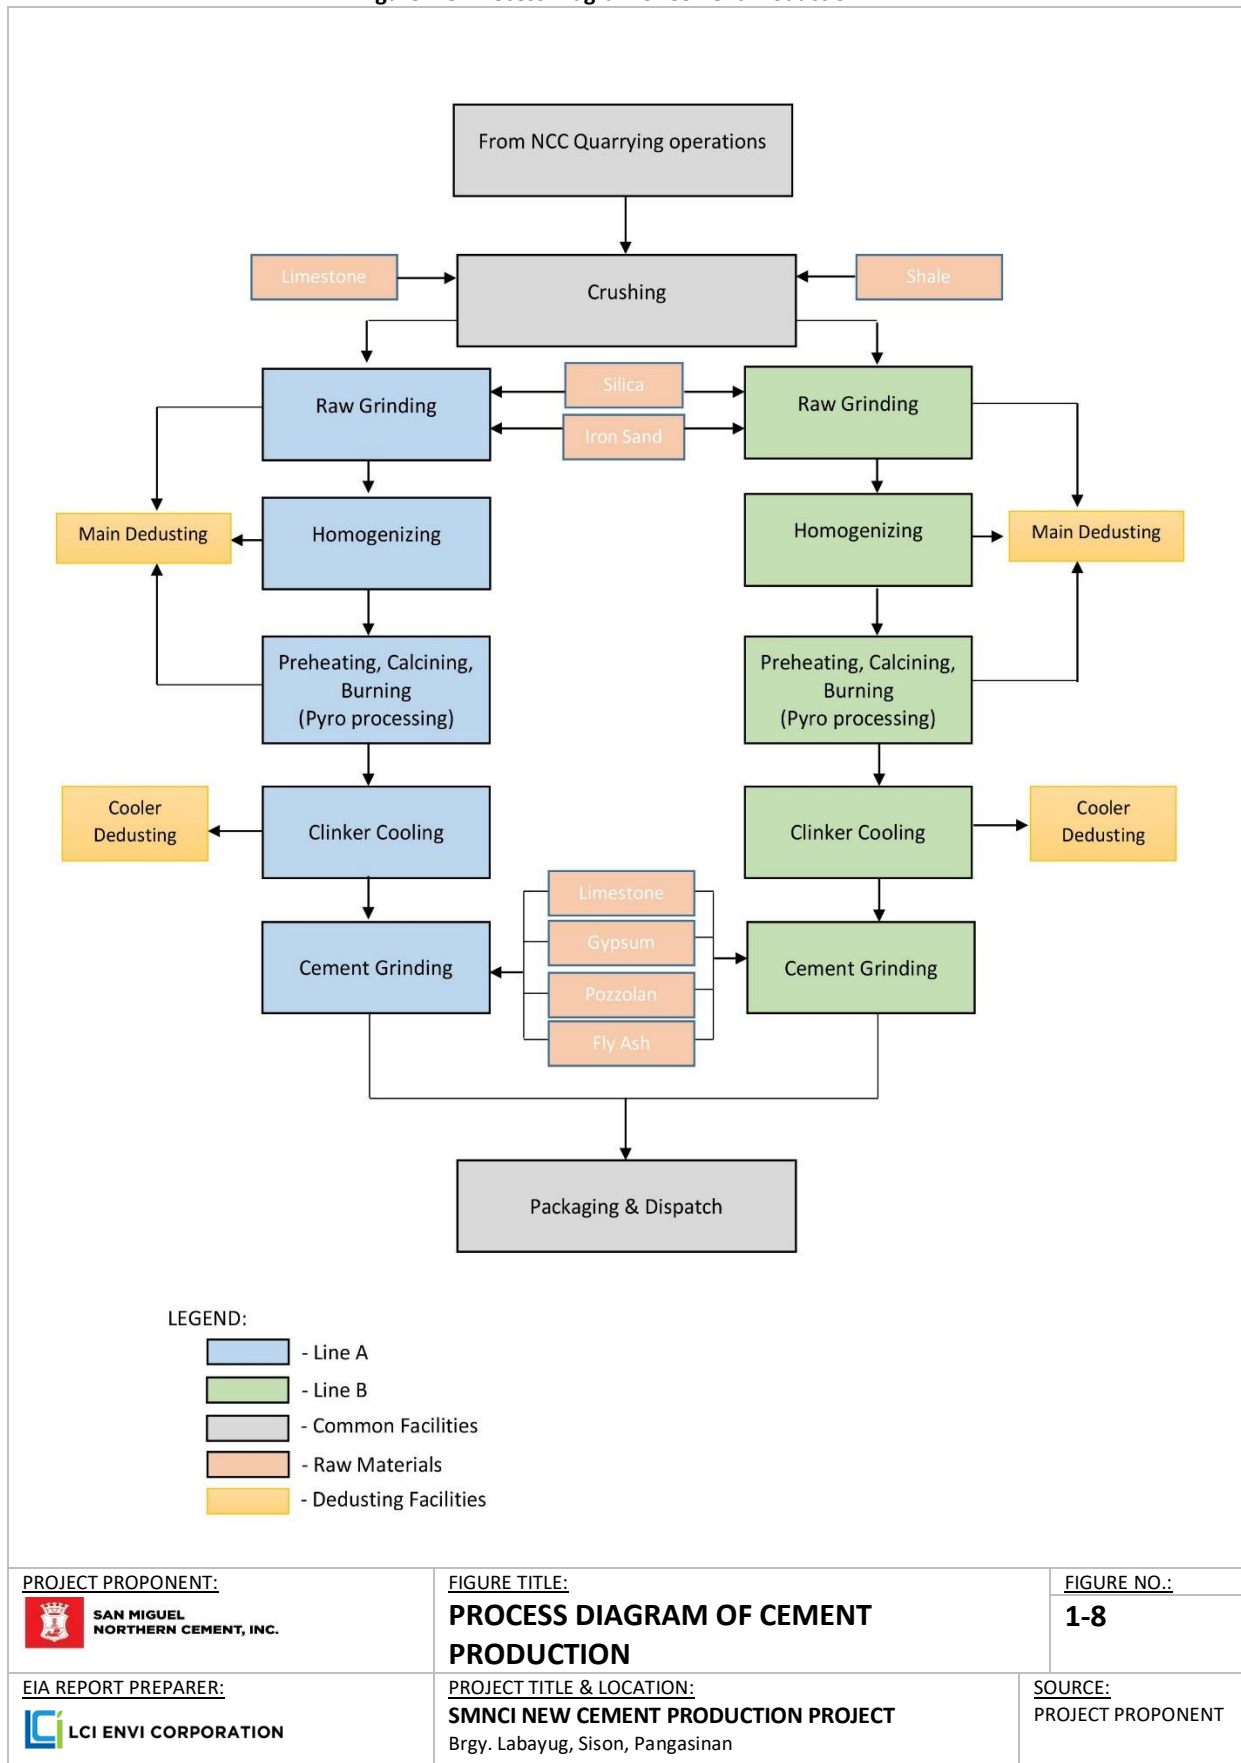 From NCC Quarrying operations
Limestone
Crushing
Shale
Raw Grinding
Silica
Iron Sand
Raw Grinding
Main Dedusting
Homogenizing
Homogenizing
Main Dedusting
Preheating, Calcining,
Burning
(Pyro processing)
Preheating, Calcining,
Burning
(Pyro processing)
Cooler
Dedusting
Clinker Cooling
Clinker Cooling
Cooler
Dedusting
Limestone
Gypsum
Pozzolan
Fly Ash
Cement Grinding
Cement Grinding
Packaging & Dispatch
LEGEND:
- Line A
- Line B
- Common Facilities
- Raw Materials
- Dedusting Facilities
PROJECT PROPONENT:
SAN MIGUEL
NORTHERN CEMENT, INC.
FIGURE TITLE:
PROCESS DIAGRAM OF CEMENT
PRODUCTION
FIGURE NO.:
1-8
EIA REPORT PREPARER:
LCI ENVI CORPORATION
PROJECT TITLE & LOCATION:
SMNCI NEW CEMENT PRODUCTION PROJECT
Brgy. Labayug, Sison, Pangasinan
SOURCE:
PROJECT PROPONENT